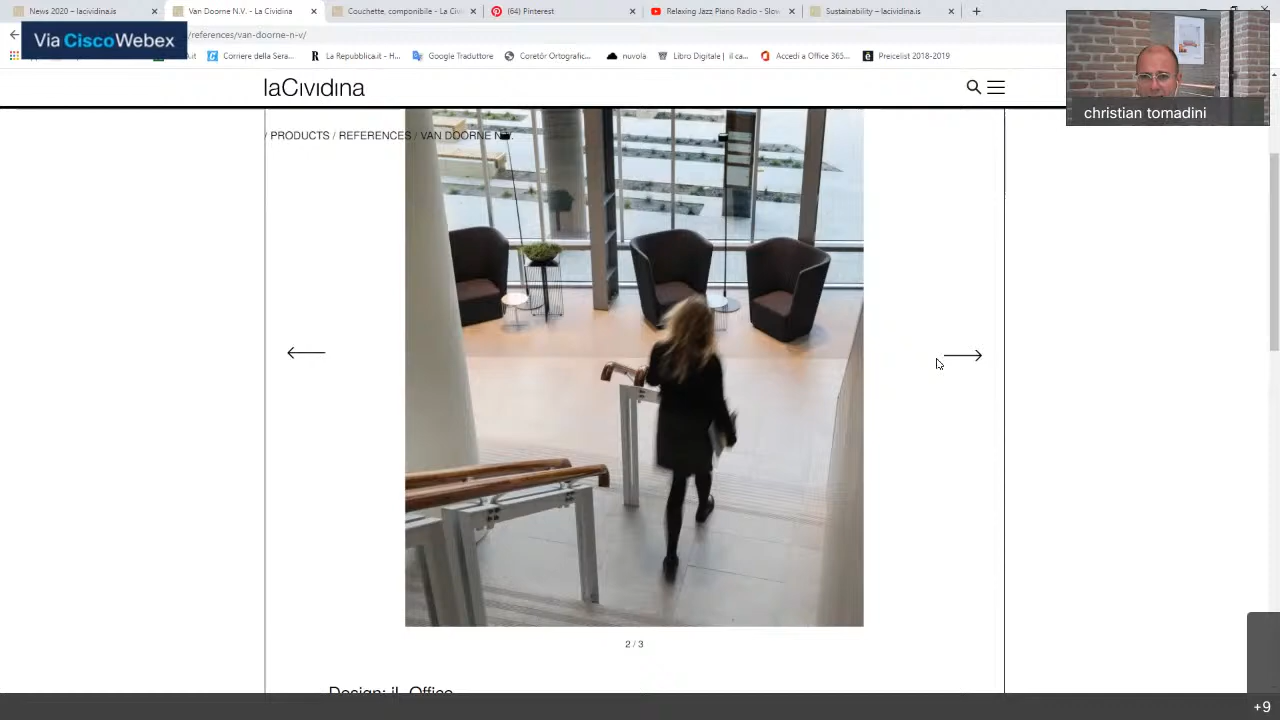 News 2020 – lacividina.is
Van Doorne N.V. - La Cividina
Couchette, componibile - La Civi
(64) Pinterest
Relaxing Jazz Piano Radio - Slow
Sustainability – lacividina.is
Via CiscoWebex
/references/van-doorne-n-v/
Corriere della Sera...
La Repubblica.it - H...
Google Traduttore
Corettori Ortografic...
nuvola
Libro Digitale | il ca...
Accedi a Office 365...
Preicelist 2018-2019
laCividina
christian tomadini
/ PRODUCTS / REFERENCES / VAN DOORNE N.V.
2 / 3
Design: iL Office
+9